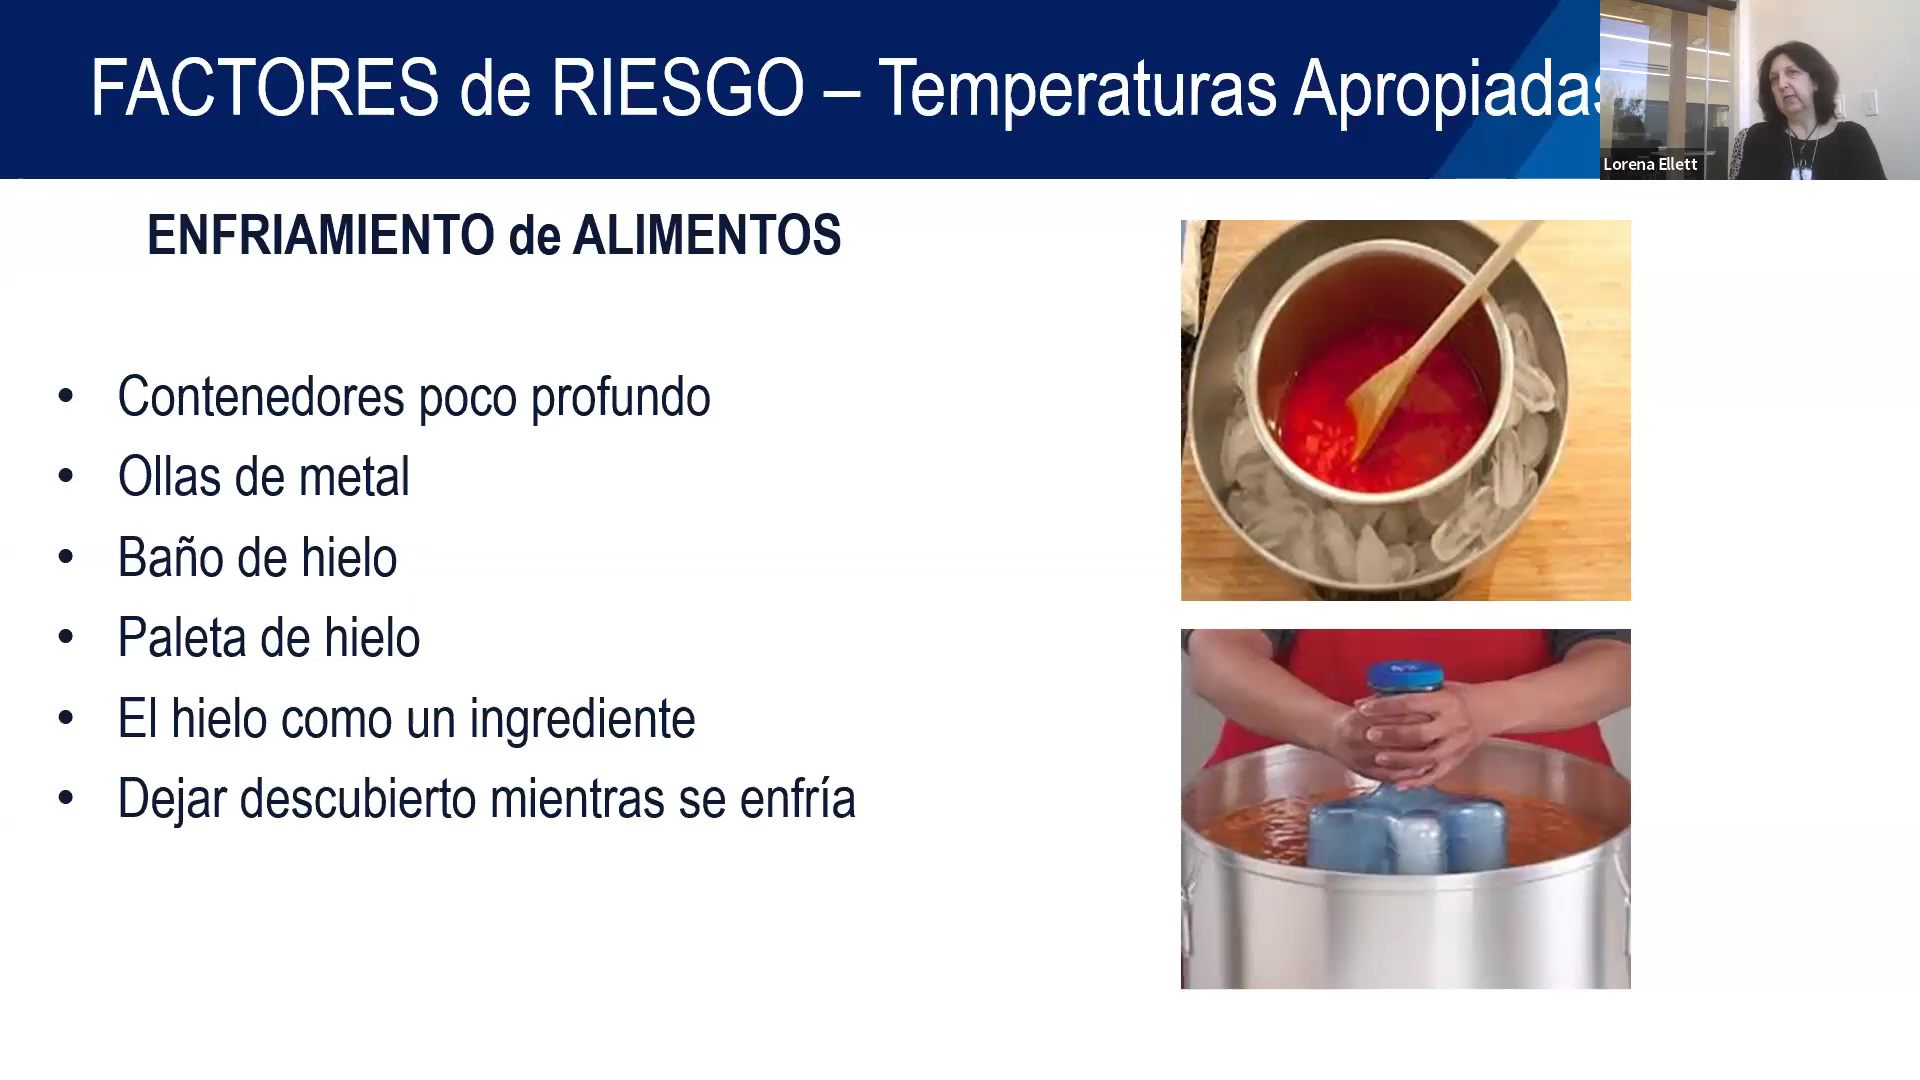 FACTORES de RIESGO – Temperaturas Apropiadas
Lorena Ellett
ENFRIAMIENTO de ALIMENTOS
• Contenedores poco profundo
• Ollas de metal
• Baño de hielo
• Paleta de hielo
• El hielo como un ingrediente
• Dejar descubierto mientras se enfría